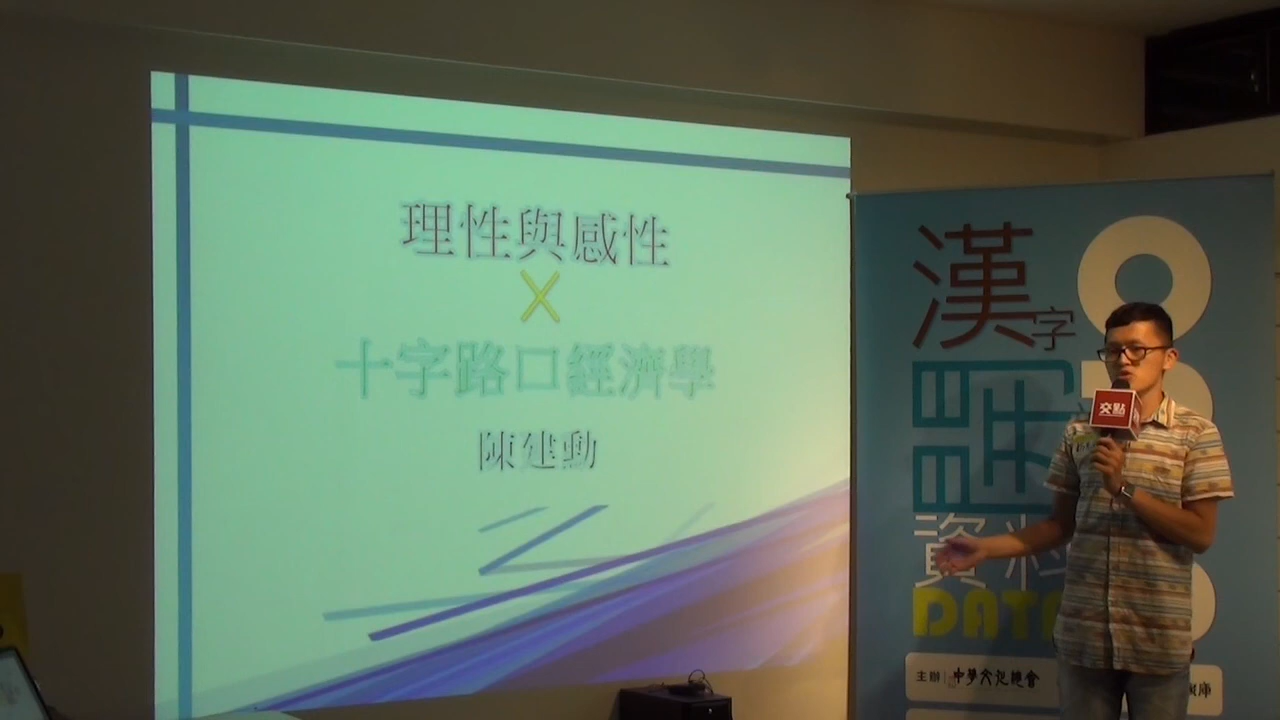 理性與感性
X
十字路口經濟學
陳建勳
漢字
開
資料
DATA
交點
主辦 中華文化總會